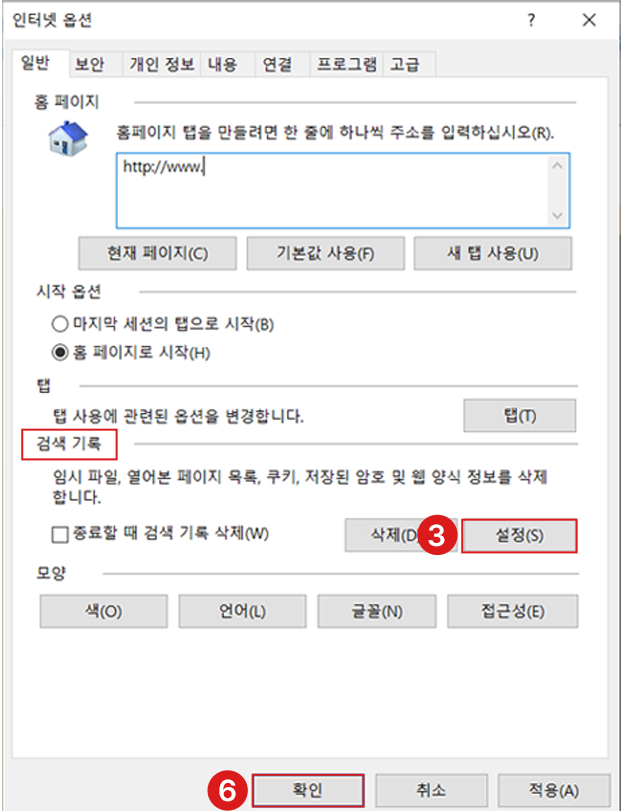 인터넷 옵션 ?
일반 보안 개인 정보 내용 연결 프로그램 고급
홈 페이지
홈페이지 탭을 만들려면 한 줄에 하나씩 주소를 입력하십시오(R).
http://www.
현재 페이지(C) 기본값 사용(F) 새 탭 사용(U)
시작 옵션
마지막 세션의 탭으로 시작(B)
홈 페이지로 시작(H)
탭
탭 사용에 관련된 옵션을 변경합니다. 탭(T)
검색 기록
임시 파일, 열어본 페이지 목록, 쿠키, 저장된 암호 및 웹 양식 정보를 삭제
합니다.
종료할 때 검색 기록 삭제(W) 삭제(D 3 설정(S)
모양
색(O) 언어(L) 글꼴(N) 접근성(E)
6 확인 취소 적용(A)